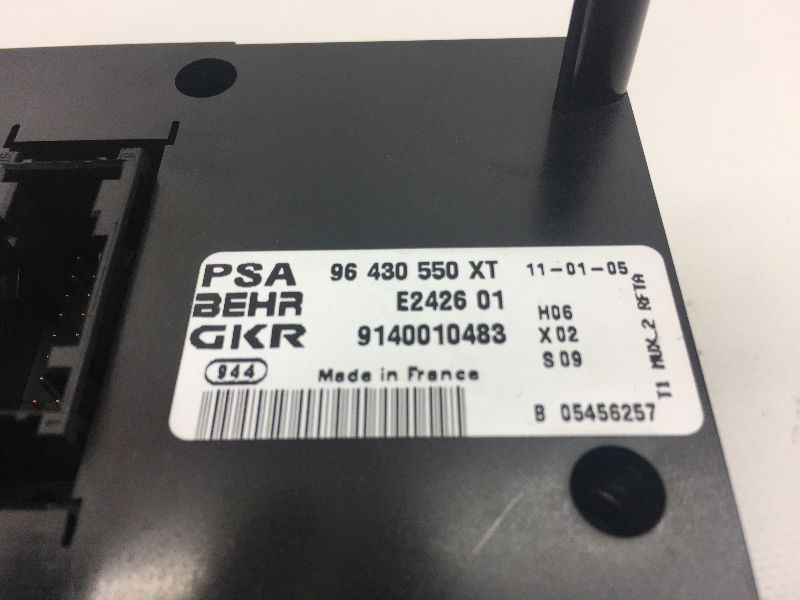 PSA 96 430 550 XT 11-01-05
BEHR E2426 01 H06
GKR 9140010483 X02
944 Made in France S09
B 05456257
T1 MUX_2 RFTA